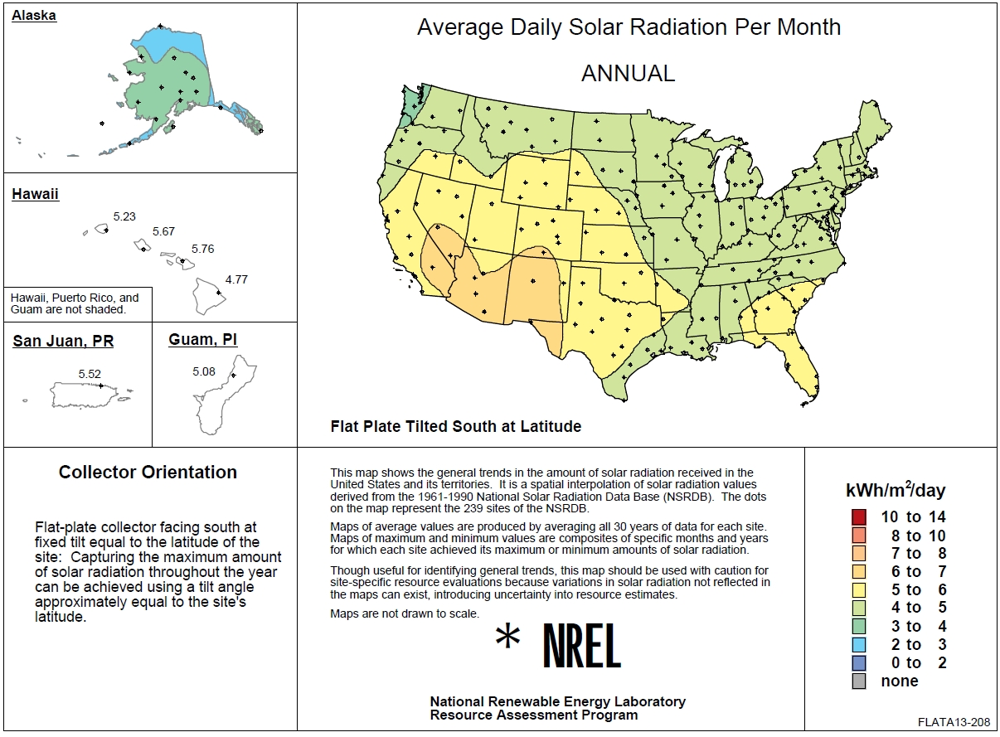 Alaska
Average Daily Solar Radiation Per Month
ANNUAL
Hawaii
5.23
5.67
5.76
4.77
Hawaii, Puerto Rico, and
Guam are not shaded.
San Juan, PR
5.52
Guam, PI
5.08
Flat Plate Tilted South at Latitude
Collector Orientation
Flat-plate collector facing south at
fixed tilt equal to the latitude of the
site:  Capturing the maximum amount
of solar radiation throughout the year
can be achieved using a tilt angle
approximately equal to the site's
latitude.
This map shows the general trends in the amount of solar radiation received in the
United States and its territories.  It is a spatial interpolation of solar radiation values
derived from the 1961-1990 National Solar Radiation Data Base (NSRDB).  The dots
on the map represent the 239 sites of the NSRDB.
Maps of average values are produced by averaging all 30 years of data for each site.
Maps of maximum and minimum values are composites of specific months and years
for which each site achieved its maximum or minimum amounts of solar radiation.
Though useful for identifying general trends, this map should be used with caution for
site-specific resource evaluations because variations in solar radiation not reflected in
the maps can exist, introducing uncertainty into resource estimates.
Maps are not drawn to scale.
* NREL
National Renewable Energy Laboratory
Resource Assessment Program
kWh/m²/day
10 to 14
8 to 10
7 to 8
6 to 7
5 to 6
4 to 5
3 to 4
2 to 3
0 to 2
none
FLATA13-208